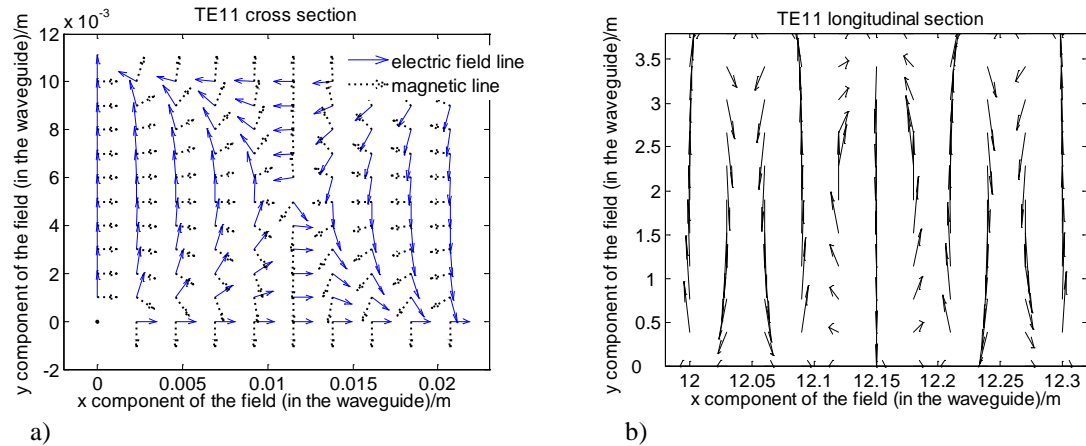 TE11 cross section
x 10⁻³
12
10
8
6
4
2
0
-2
electric field line
magnetic line
y component of the field (in the waveguide)/m
0
0.005
0.01
0.015
0.02
x component of the field (in the waveguide)/m
a)
TE11 longitudinal section
3.5
3
2.5
2
1.5
1
0.5
0
y component of the field (in the waveguide)/m
12
12.05
12.1
12.15
12.2
12.25
12.3
x component of the field (in the waveguide)/m
b)